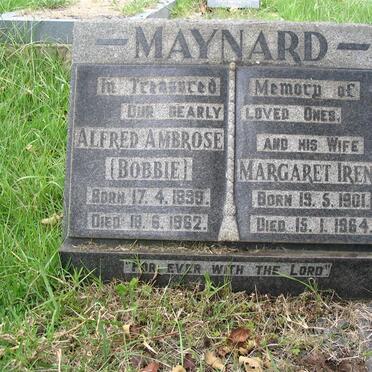 MAYNARD
In Treasured Memory of
OUR DEARLY LOVED ONES,
ALFRED AMBROSE
[BOBBIE]
BORN 17. 4. 1899.
DIED 18. 6. 1962.
AND HIS WIFE
MARGARET IREN
BORN 19. 5. 1901.
DIED 15. 1. 1964.
"FOR EVER WITH THE LORD"